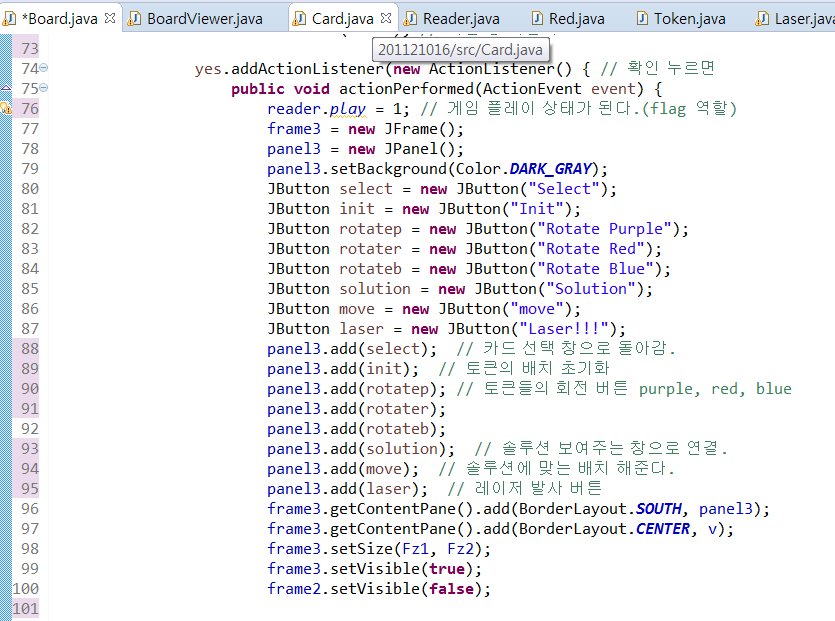 *Board.java BoardViewer.java Card.java Reader.java Red.java Token.java Laser.jav
73
201121016/src/Card.java
74 yes.addActionListener(new ActionListener() { // 확인 누르면
75 public void actionPerformed(ActionEvent event) {
76 reader.play = 1; // 게임 플레이 상태가 된다.(flag 역할)
77 frame3 = new JFrame();
78 panel3 = new JPanel();
79 panel3.setBackground(Color.DARK_GRAY);
80 JButton select = new JButton("Select");
81 JButton init = new JButton("Init");
82 JButton rotatep = new JButton("Rotate Purple");
83 JButton rotater = new JButton("Rotate Red");
84 JButton rotateb = new JButton("Rotate Blue");
85 JButton solution = new JButton("Solution");
86 JButton move = new JButton("move");
87 JButton laser = new JButton("Laser!!!");
88 panel3.add(select); // 카드 선택 창으로 돌아감.
89 panel3.add(init); // 토큰의 배치 초기화
90 panel3.add(rotatep); // 토큰들의 회전 버튼 purple, red, blue
91 panel3.add(rotater);
92 panel3.add(rotateb);
93 panel3.add(solution); // 솔루션 보여주는 창으로 연결.
94 panel3.add(move); // 솔루션에 맞는 배치 해준다.
95 panel3.add(laser); // 레이저 발사 버튼
96 frame3.getContentPane().add(BorderLayout.SOUTH, panel3);
97 frame3.getContentPane().add(BorderLayout.CENTER, v);
98 frame3.setSize(Fz1, Fz2);
99 frame3.setVisible(true);
100 frame2.setVisible(false);
101